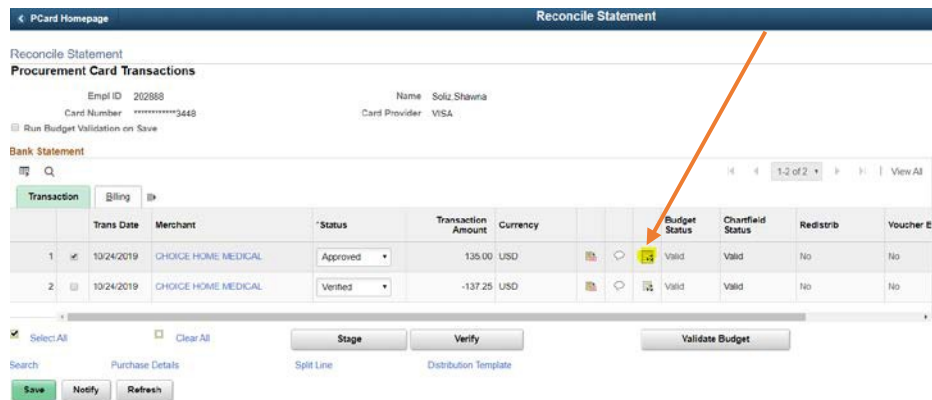 PCard Homepage
Reconcile Statement
Reconcile Statement
Procurement Card Transactions
Empl ID 202888 Name Soliz,Shawna
Card Number ************3448 Card Provider VISA
Run Budget Validation on Save
Bank Statement
1-2 of 2 View All
Transaction Billing
Trans Date Merchant *Status Transaction Amount Currency Budget Status Chartfield Status Redistrib Voucher E
1 10/24/2019 CHOICE HOME MEDICAL Approved 135.00 USD Valid Valid No No
2 10/24/2019 CHOICE HOME MEDICAL Verified -137.25 USD Valid Valid No No
Select All Clear All Stage Verify Validate Budget
Search Purchase Details Split Line Distribution Template
Save Notify Refresh